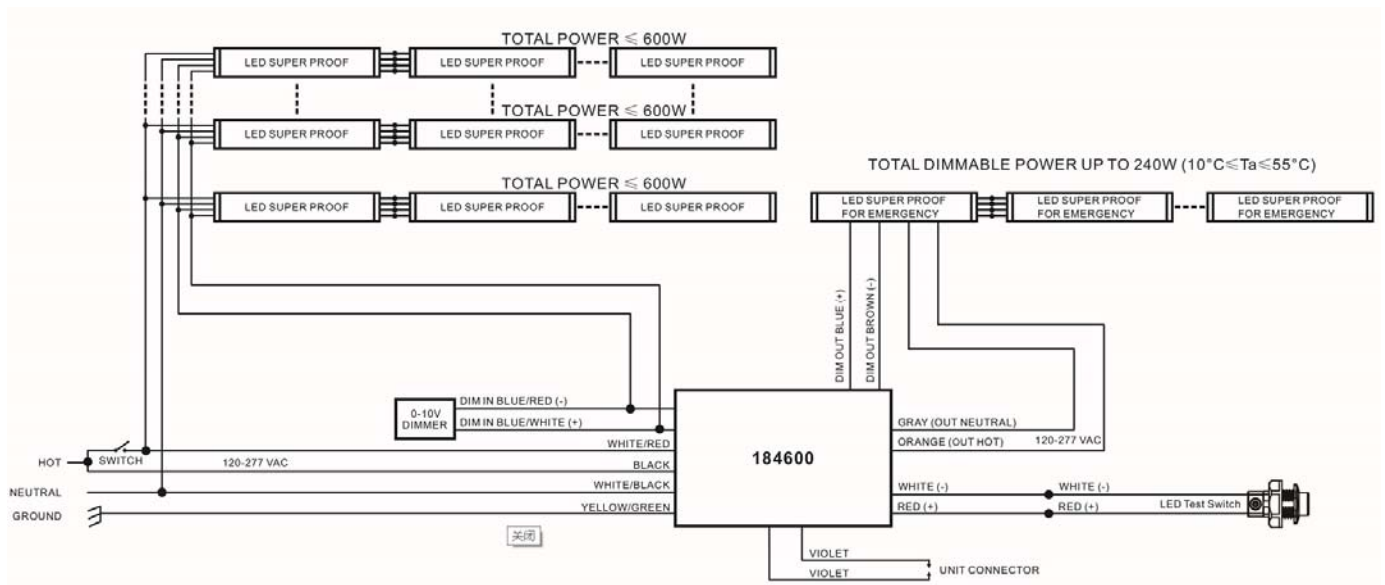 TOTAL POWER ≤ 600W
LED SUPER PROOF
LED SUPER PROOF
LED SUPER PROOF
TOTAL POWER ≤ 600W
LED SUPER PROOF
LED SUPER PROOF
LED SUPER PROOF
TOTAL POWER ≤ 600W
LED SUPER PROOF
LED SUPER PROOF
LED SUPER PROOF
TOTAL DIMMABLE POWER UP TO 240W (10°C≤Ta≤55°C)
LED SUPER PROOF
FOR EMERGENCY
LED SUPER PROOF
FOR EMERGENCY
LED SUPER PROOF
FOR EMERGENCY
DIM OUT BLUE (+)
DIM OUT BROWN (-)
0-10V
DIMMER
DIM IN BLUE/RED (-)
DIM IN BLUE/WHITE (+)
WHITE/RED
HOT
SWITCH
120-277 VAC
BLACK
NEUTRAL
WHITE/BLACK
GROUND
YELLOW/GREEN
184600
GRAY (OUT NEUTRAL)
ORANGE (OUT HOT)
120-277 VAC
WHITE (-)
WHITE (-)
RED (+)
RED (+)
LED Test Switch
关闭
VIOLET
VIOLET
UNIT CONNECTOR